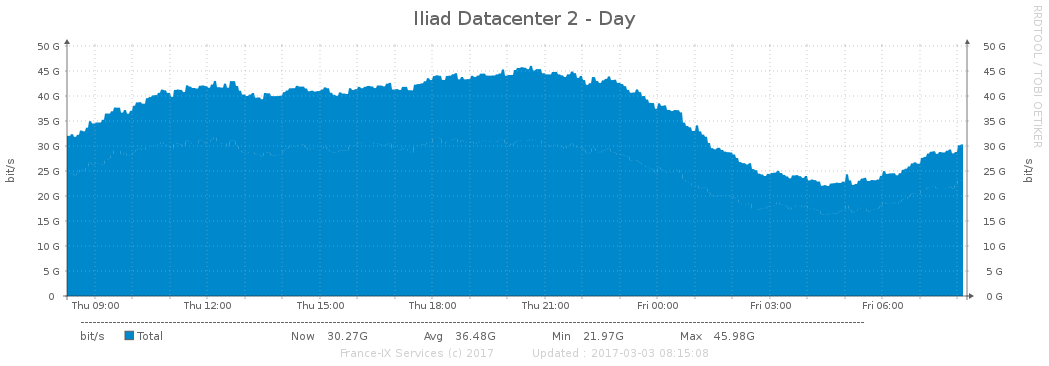 Iliad Datacenter 2 - Day
RRDTOOL / TOBI OETIKER
bit/s
50 G 50 G
45 G 45 G
40 G 40 G
35 G 35 G
30 G 30 G
25 G 25 G
20 G 20 G
15 G 15 G
10 G 10 G
5 G 5 G
0 0 G
bit/s
Thu 09:00 Thu 12:00 Thu 15:00 Thu 18:00 Thu 21:00 Fri 00:00 Fri 03:00 Fri 06:00
bit/s Total Now 30.27G Avg 36.48G Min 21.97G Max 45.98G
France-IX Services (c) 2017 Updated : 2017-03-03 08:15:08